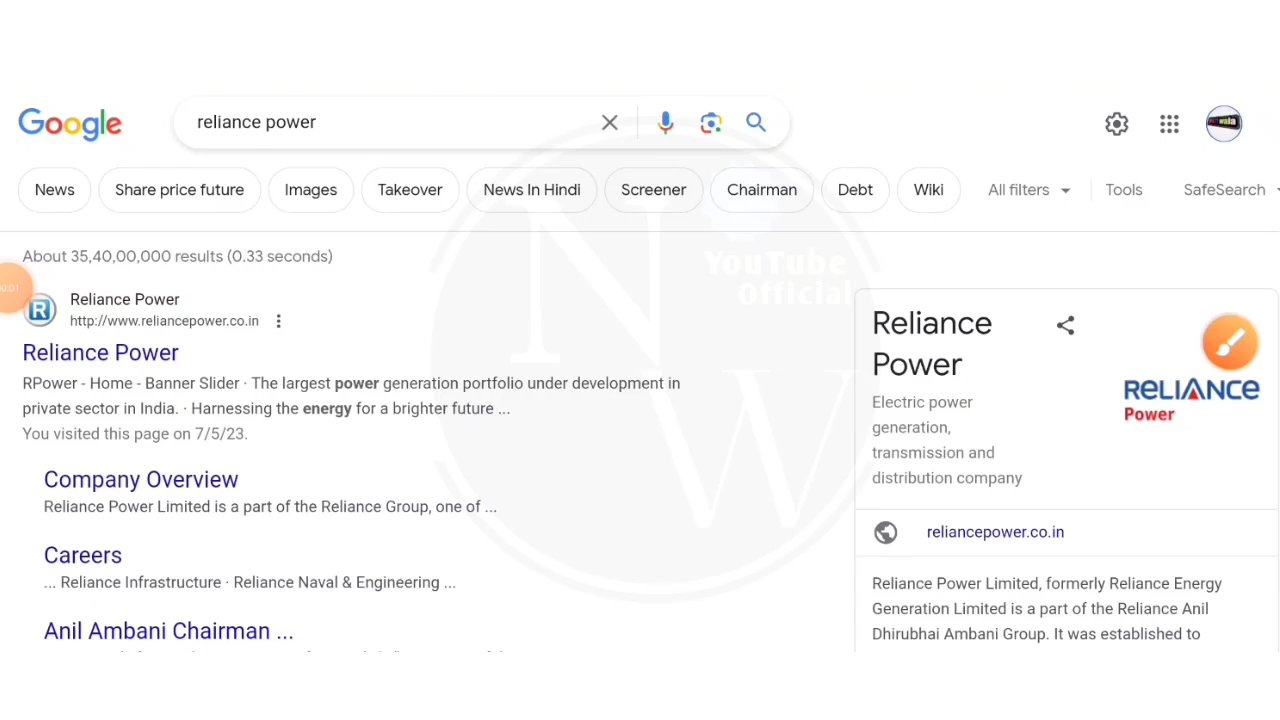 Google
reliance power
News
Share price future
Images
Takeover
News In Hindi
Screener
Chairman
Debt
Wiki
All filters
Tools
SafeSearch
About 35,40,00,000 results (0.33 seconds)
Reliance Power
http://www.reliancepower.co.in
Reliance Power
RPower - Home - Banner Slider · The largest power generation portfolio under development in
private sector in India. · Harnessing the energy for a brighter future ...
You visited this page on 7/5/23.
Company Overview
Reliance Power Limited is a part of the Reliance Group, one of ...
Careers
... Reliance Infrastructure · Reliance Naval & Engineering ...
Anil Ambani Chairman ...
NW
YouTube
Official
Reliance
Power
Electric power
generation,
transmission and
distribution company
RELIANCE
Power
reliancepower.co.in
Reliance Power Limited, formerly Reliance Energy
Generation Limited is a part of the Reliance Anil
Dhirubhai Ambani Group. It was established to